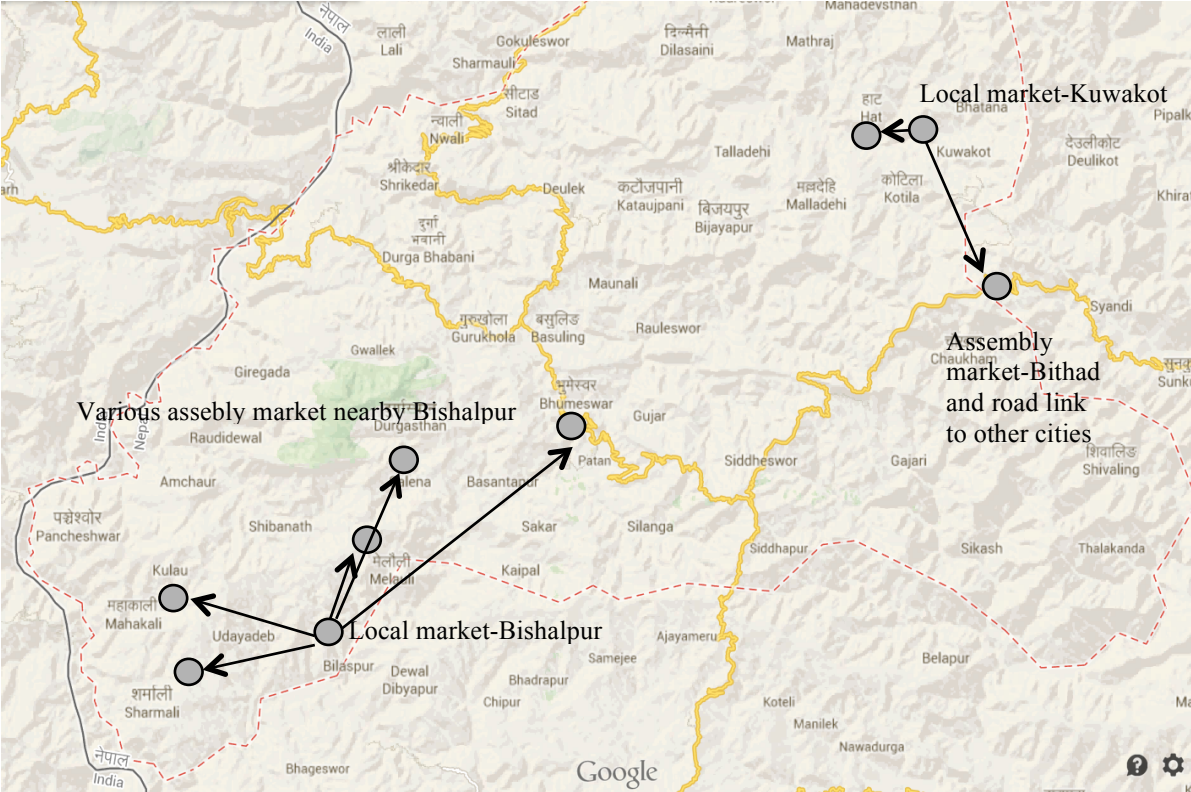 नेपाल
India
लाली
Lali
Gokuleswor
Sharmauli
दिल्मैनी
Dilasaini
Mathraj
Mahadevsthan
सीटाड
Sitad
न्वाली
Nwali
श्रीकेदार
Shrikedar
हाट
Hat
Local market-Kuwakot
Bhatana
Kuwakot
Talladehi
देउलीकोट
Deulikot
Deulek
कटौजपानी
Kataujpani
मल्लदेहि
Malladehi
कोटिला
Kotila
बिजयपुर
Bijayapur
दुर्गा
भवानी
Durga Bhabani
Maunali
Syandi
गुरुखोला
Gurukhola
बसुलिङ
Basuling
Rauleswor
Assembly
Chaukham
market-Bithad
and road link
to other cities
Gwallek
Giregada
भुमेस्वर
Bhumeswar
Gujar
Various assebly market nearby Bishalpur
Durgasthan
Raudidewal
Patan
Siddheswor
Gajari
शिवालिङ
Shivaling
Amchaur
Basantapur
पञ्चेश्वोर
Pancheshwar
Shibanath
Sakar
Silanga
Siddhapur
Sikash
Thalakanda
मेलौली
Melauli
Kulau
Kaipal
महाकाली
Mahakali
Udayadeb
Local market-Bishalpur
Ajayameru
Bilaspur
Dewal
Dibyapur
Samejee
Belapur
Bhadrapur
शर्माली
Sharmali
Chipur
Koteli
Manilek
Nawadurga
नेपाल
India
Bhageswor
Google